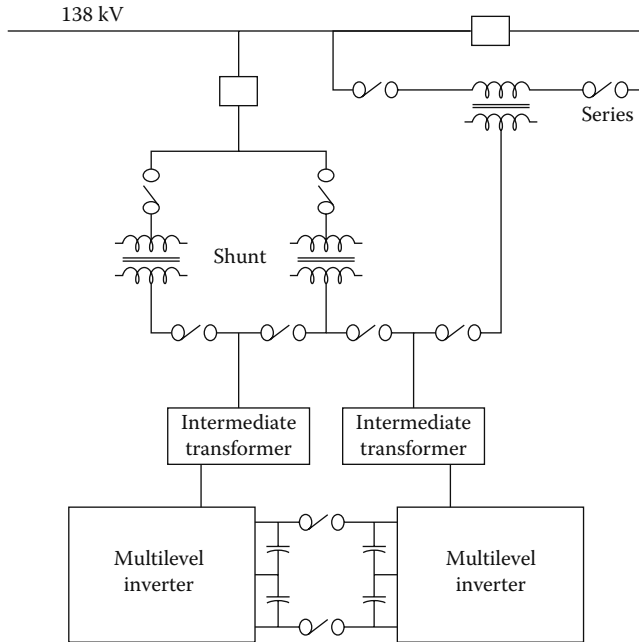 138 kV
Series
Shunt
Intermediate
transformer
Intermediate
transformer
Multilevel
inverter
Multilevel
inverter